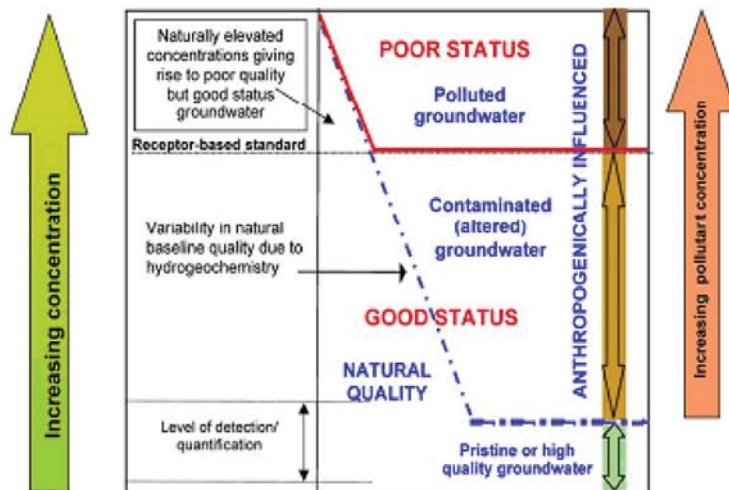 Increasing concentration
Naturally elevated
concentrations giving
rise to poor quality
but good status
groundwater
Receptor-based standard
Variability in natural
baseline quality due to
hydrogeochemistry
Level of detection/
quantification
POOR STATUS
Polluted
groundwater
Contaminated
(altered)
groundwater
GOOD STATUS
NATURAL
QUALITY
Pristine or high
quality groundwater
ANTHROPOGENICALLY INFLUENCED
Increasing pollutart concentration